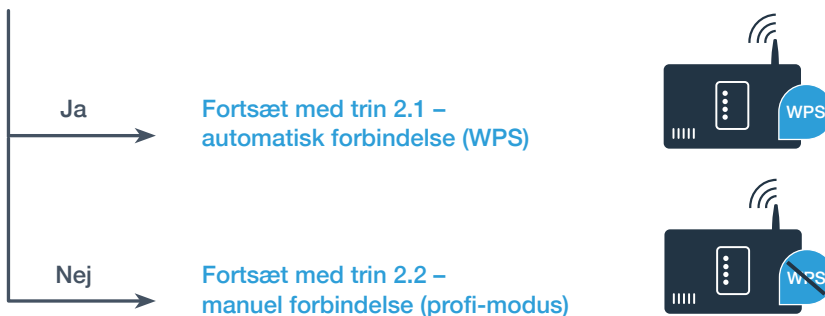 Ja
Fortsæt med trin 2.1 –
automatisk forbindelse (WPS)
WPS
Nej
Fortsæt med trin 2.2 –
manuel forbindelse (profi-modus)
WPS